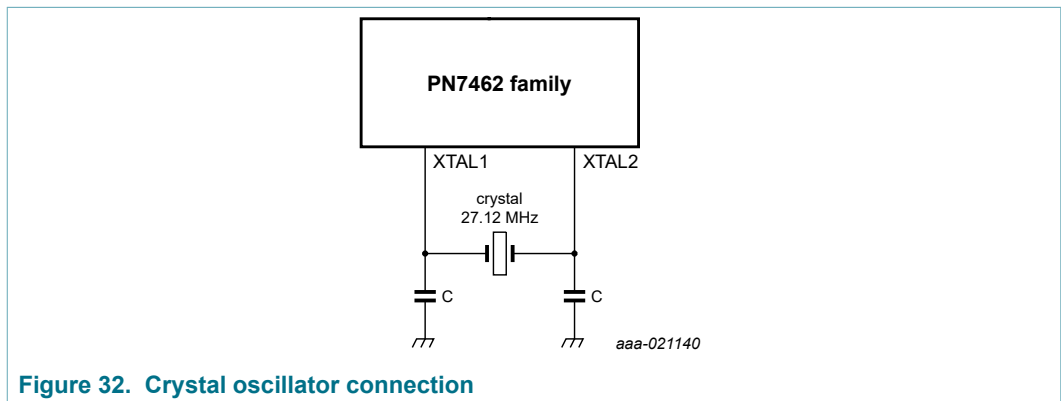 PN7462 family
XTAL1
XTAL2
crystal
27.12 MHz
C
C
aaa-021140
Figure 32. Crystal oscillator connection